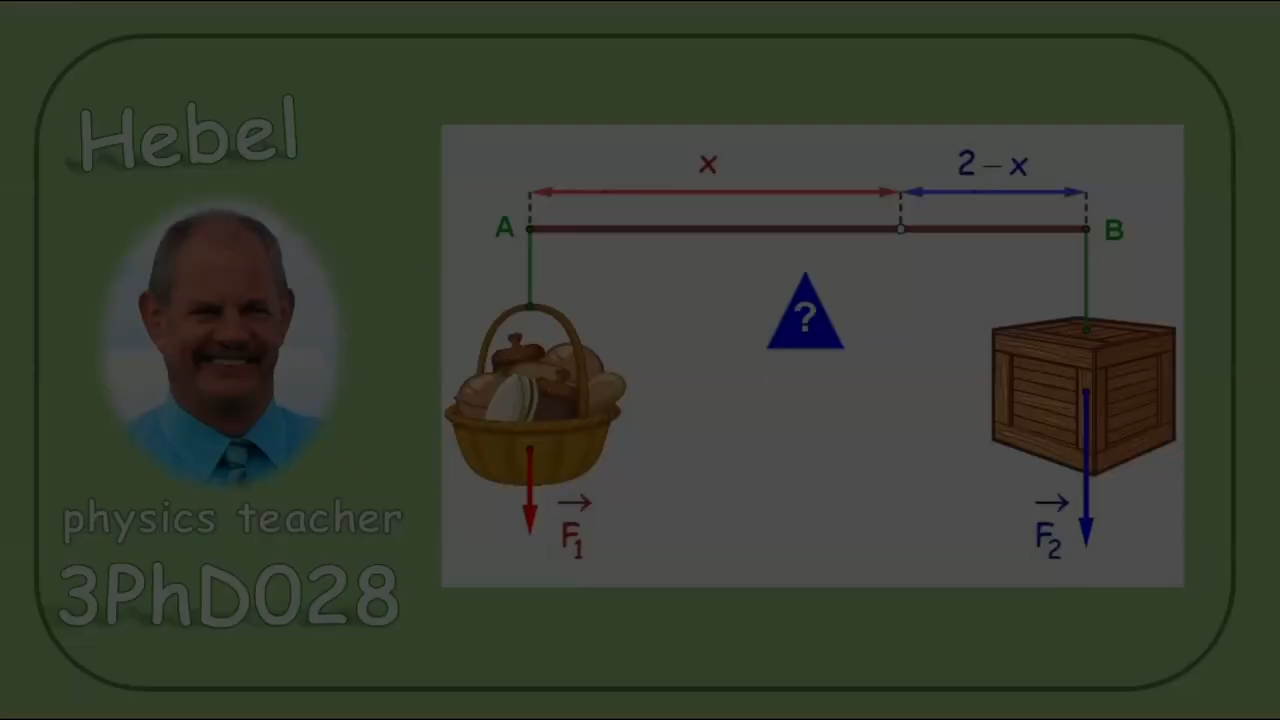 Hebel
physics teacher
3PhD028
x
2 – x
A
B
?
F₁
F₂